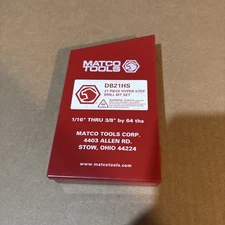 MATCO
TOOLS
DB21HS
21 PIECE HYPER STEP
DRILL BIT SET
1/16" THRU 3/8" by 64 ths
MATCO TOOLS CORP.
4403 ALLEN RD.
STOW, OHIO 44224
www.matcotools.com